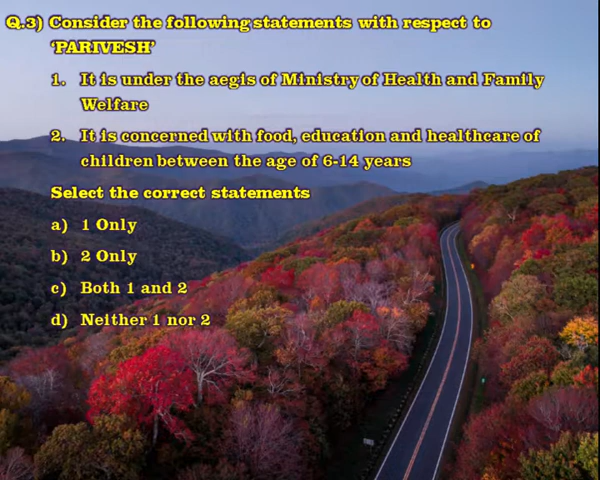 Q.3) Consider the following statements with respect to
'PARIVESH'
1. It is under the aegis of Ministry of Health and Family
Welfare
2. It is concerned with food, education and healthcare of
children between the age of 6-14 years
Select the correct statements
a) 1 Only
b) 2 Only
c) Both 1 and 2
d) Neither 1 nor 2